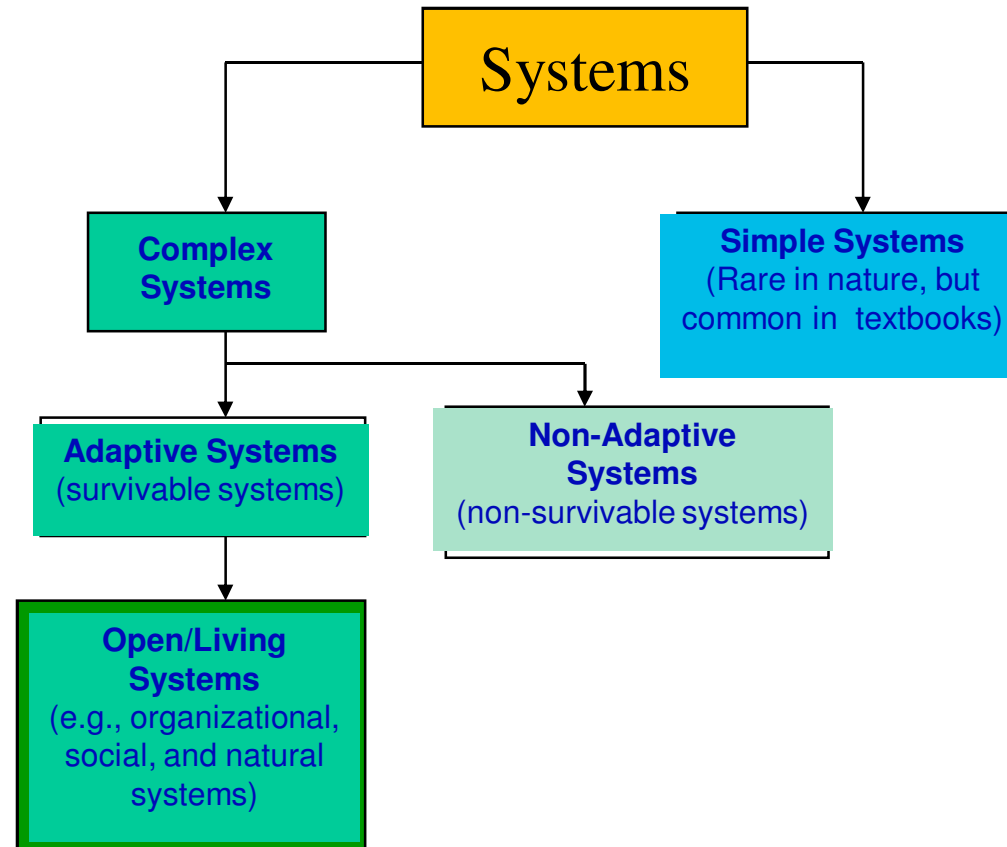 Systems
Complex
Systems
Simple Systems
(Rare in nature, but
common in textbooks)
Adaptive Systems
(survivable systems)
Non-Adaptive
Systems
(non-survivable systems)
Open/Living
Systems
(e.g., organizational,
social, and natural
systems)